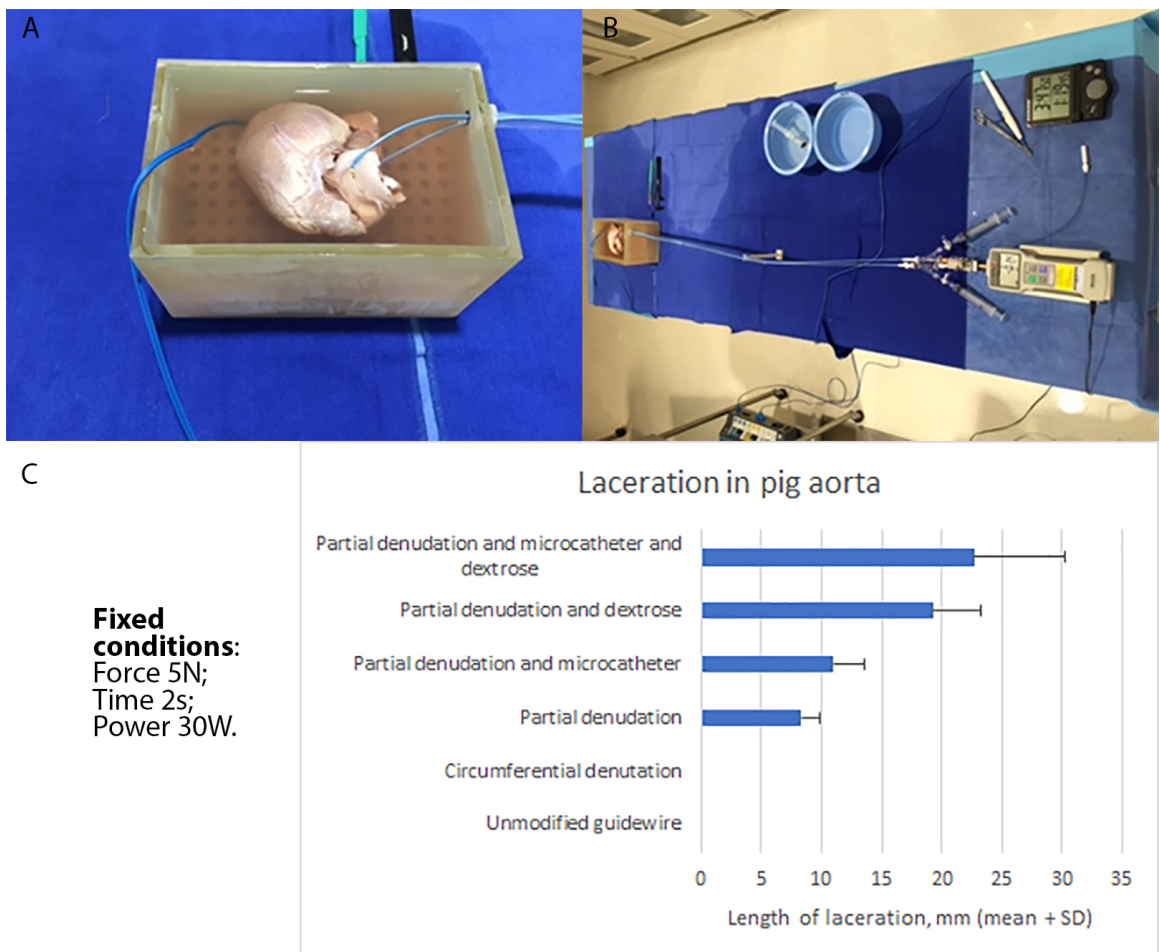 A
B
C
Fixed
conditions:
Force 5N;
Time 2s;
Power 30W.
Laceration in pig aorta
Partial denudation and microcatheter and
dextrose
Partial denudation and dextrose
Partial denudation and microcatheter
Partial denudation
Circumferential denutation
Unmodified guidewire
0 5 10 15 20 25 30 35
Length of laceration, mm (mean + SD)